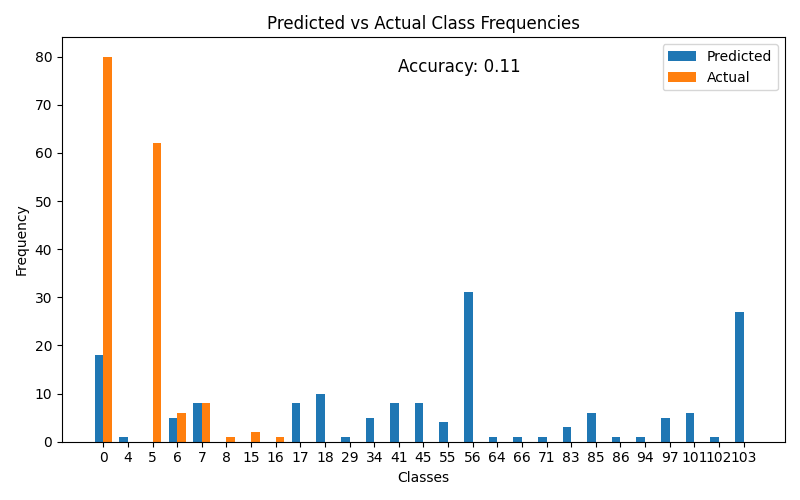 Predicted vs Actual Class Frequencies
Accuracy: 0.11
Predicted
Actual
80
70
60
50
40
30
20
10
0
Frequency
0 4 5 6 7 8 15 16 17 18 29 34 41 45 55 56 64 66 71 83 85 86 94 97 101 102 103
Classes